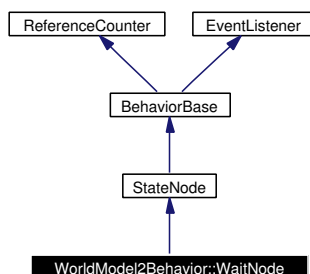 ReferenceCounter
EventListener
BehaviorBase
StateNode
WorldModel2Behavior::WaitNode